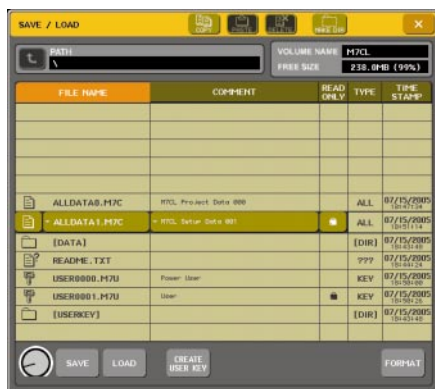 SAVE / LOAD
COPY PASTE DELETE MAKE DIR
PATH
\
VOLUME NAME M7CL
FREE SIZE 238.0MB (99%)
FILE NAME COMMENT READ ONLY TYPE TIME STAMP
ALLDATA0.M7C M7CL Project Data 000 ALL 07/15/2005
ALLDATA1.M7C M7CL Setup Data 001 ALL 07/15/2005
[DATA] [DIR] 07/15/2005
README.TXT ??? 07/15/2005
USER0000.M7U Power User KEY 07/15/2005
USER0001.M7U User KEY 07/15/2005
[USERKEY] [DIR] 07/15/2005
SAVE LOAD CREATE USER KEY FORMAT